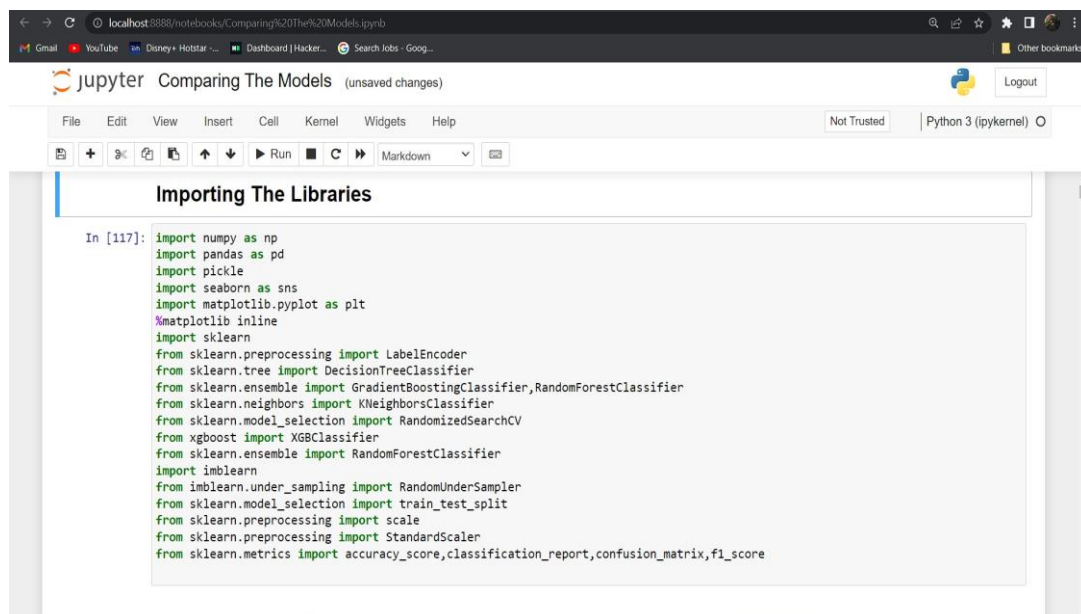 localhost:8888/notebooks/Comparing%20The%20Models.ipynb
Gmail YouTube Disney+ Hotstar -... Dashboard | Hacker... Search Jobs - Goog... Other bookmarks
jupyter Comparing The Models (unsaved changes) Logout
File Edit View Insert Cell Kernel Widgets Help Not Trusted Python 3 (ipykernel)
Run Markdown
Importing The Libraries
In [117]: import numpy as np
import pandas as pd
import pickle
import seaborn as sns
import matplotlib.pyplot as plt
%matplotlib inline
import sklearn
from sklearn.preprocessing import LabelEncoder
from sklearn.tree import DecisionTreeClassifier
from sklearn.ensemble import GradientBoostingClassifier,RandomForestClassifier
from sklearn.neighbors import KNeighborsClassifier
from sklearn.model_selection import RandomizedSearchCV
from xgboost import XGBClassifier
from sklearn.ensemble import RandomForestClassifier
import imblearn
from imblearn.under_sampling import RandomUnderSampler
from sklearn.model_selection import train_test_split
from sklearn.preprocessing import scale
from sklearn.preprocessing import StandardScaler
from sklearn.metrics import accuracy_score,classification_report,confusion_matrix,f1_score